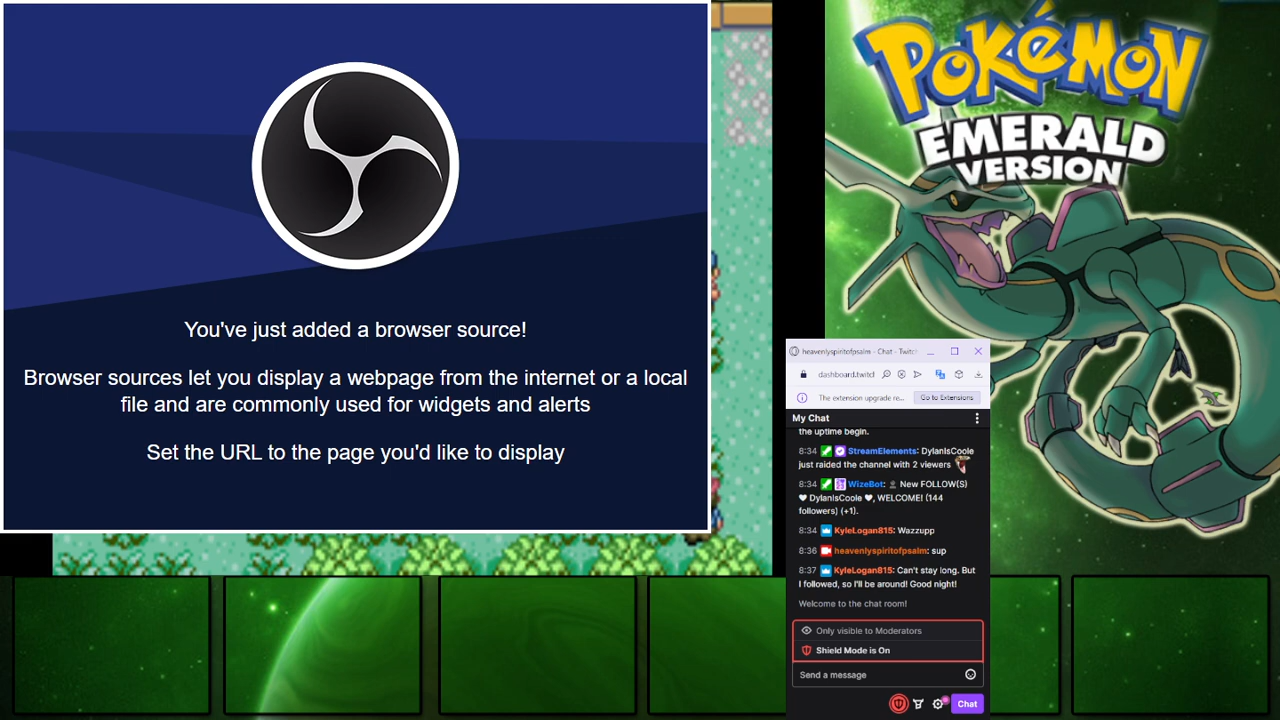 You've just added a browser source!
Browser sources let you display a webpage from the internet or a local
file and are commonly used for widgets and alerts
Set the URL to the page you'd like to display
POKéMON
EMERALD
VERSION
heavenlyspiritofpsalm - Chat - Twitch
dashboard.twitcl
The extension upgrade re...
Go to Extensions
My Chat
the uptime begin.
8:34 StreamElements: DylanIsCoole
just raided the channel with 2 viewers
8:34 WizeBot: New FOLLOW(S)
♥ DylanIsCoole ♥, WELCOME! (144
followers) (+1).
8:34 KyleLogan815: Wazzupp
8:36 heavenlyspiritofpsalm: sup
8:37 KyleLogan815: Can't stay long. But
I followed, so I'll be around! Good night!
Welcome to the chat room!
Only visible to Moderators
Shield Mode is On
Send a message
Chat